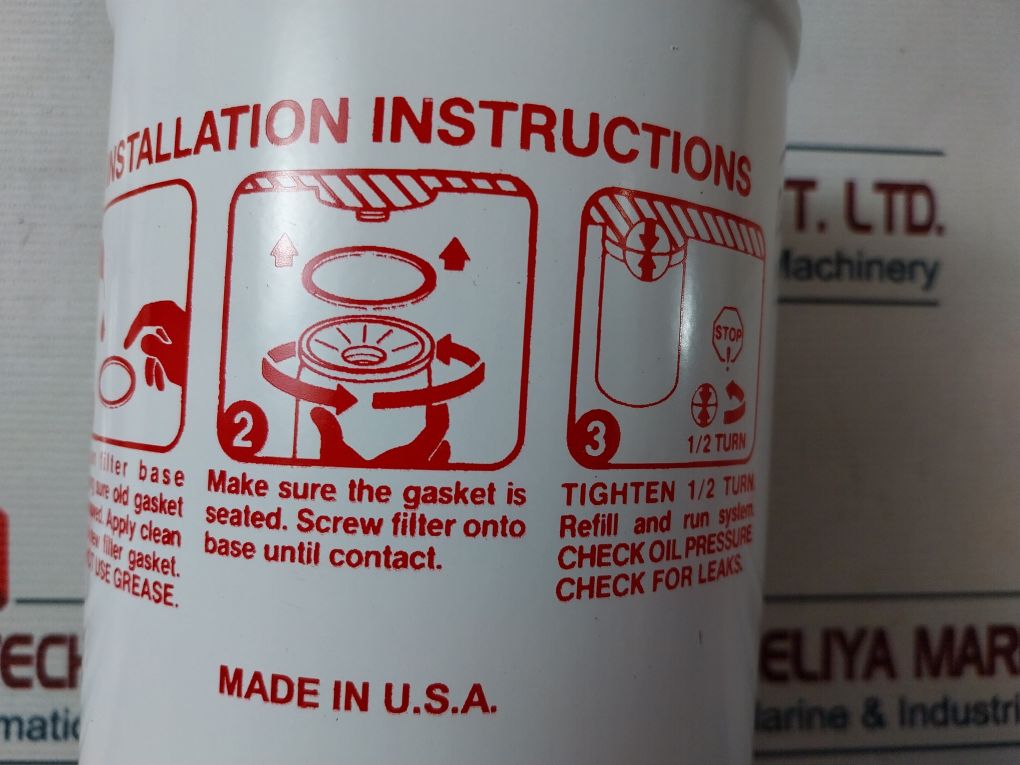 INSTALLATION INSTRUCTIONS
filter base
sure old gasket
Apply clean
filter gasket.
USE GREASE.
2
Make sure the gasket is
seated. Screw filter onto
base until contact.
STOP
1/2 TURN
3
TIGHTEN 1/2 TURN
Refill and run system.
CHECK OIL PRESSURE.
CHECK FOR LEAKS.
MADE IN U.S.A.
T. LTD.
Machinery
TECH
ELIYA MAR
Marine & Industri